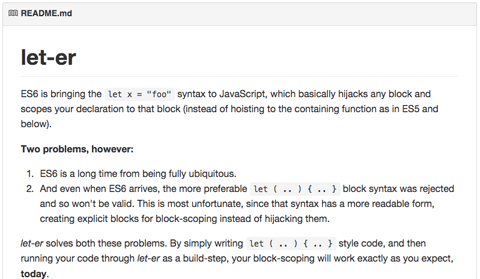 README.md
let-er
ES6 is bringing the let x = "foo" syntax to JavaScript, which basically hijacks any block and
scopes your declaration to that block (instead of hoisting to the containing function as in ES5 and
below).
Two problems, however:
1. ES6 is a long time from being fully ubiquitous.
2. And even when ES6 arrives, the more preferable let ( .. ) { .. } block syntax was rejected
and so won't be valid. This is most unfortunate, since that syntax has a more readable form,
creating explicit blocks for block-scoping instead of hijacking them.
let-er solves both these problems. By simply writing let ( .. ) { .. } style code, and then
running your code through let-er as a build-step, your block-scoping will work exactly as you expect,
today.